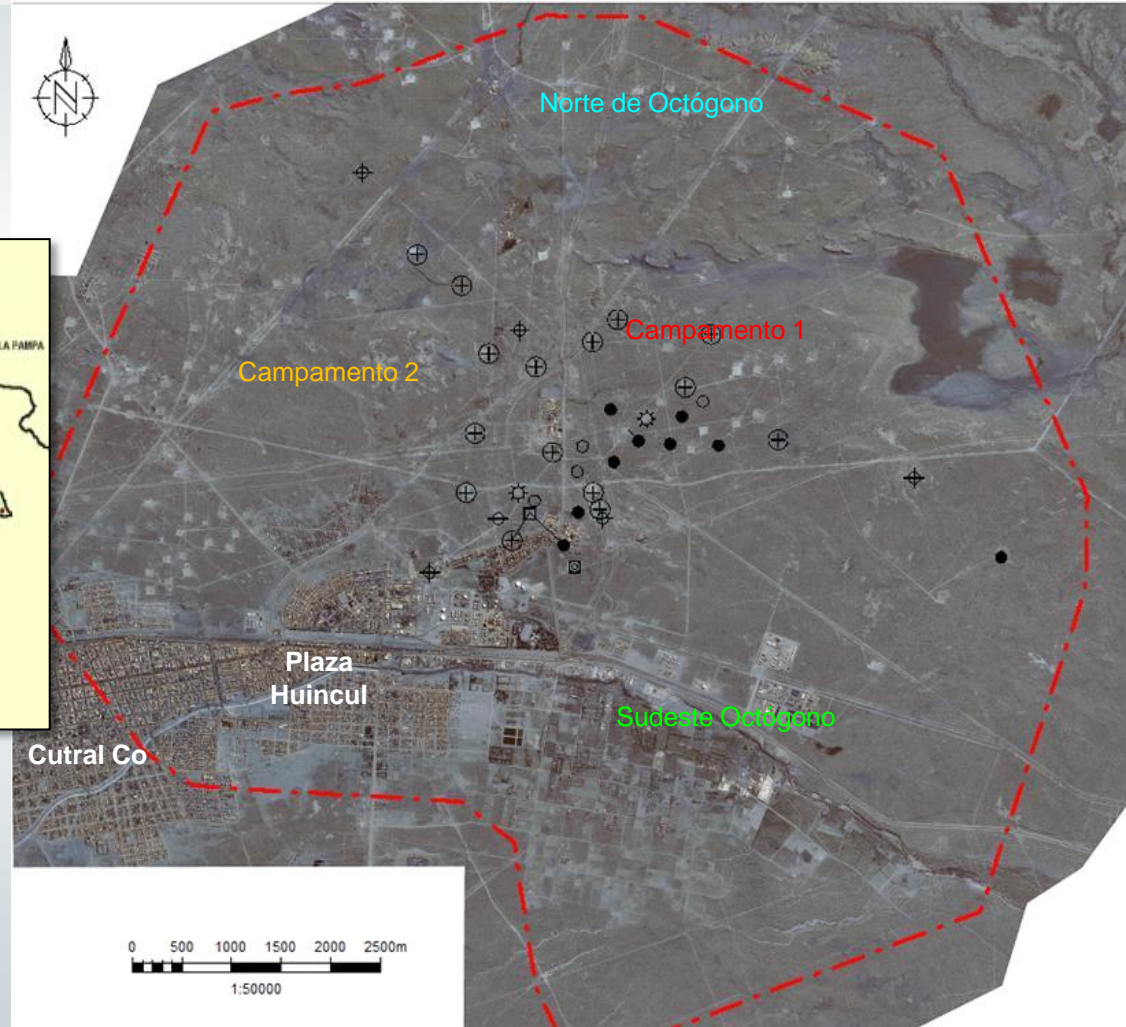 N
Norte de Octógono
LA PAMPA
Campamento 1
Campamento 2
Plaza
Huincul
Sudeste Octógono
Cutral Co
0 500 1000 1500 2000 2500m
1:50000